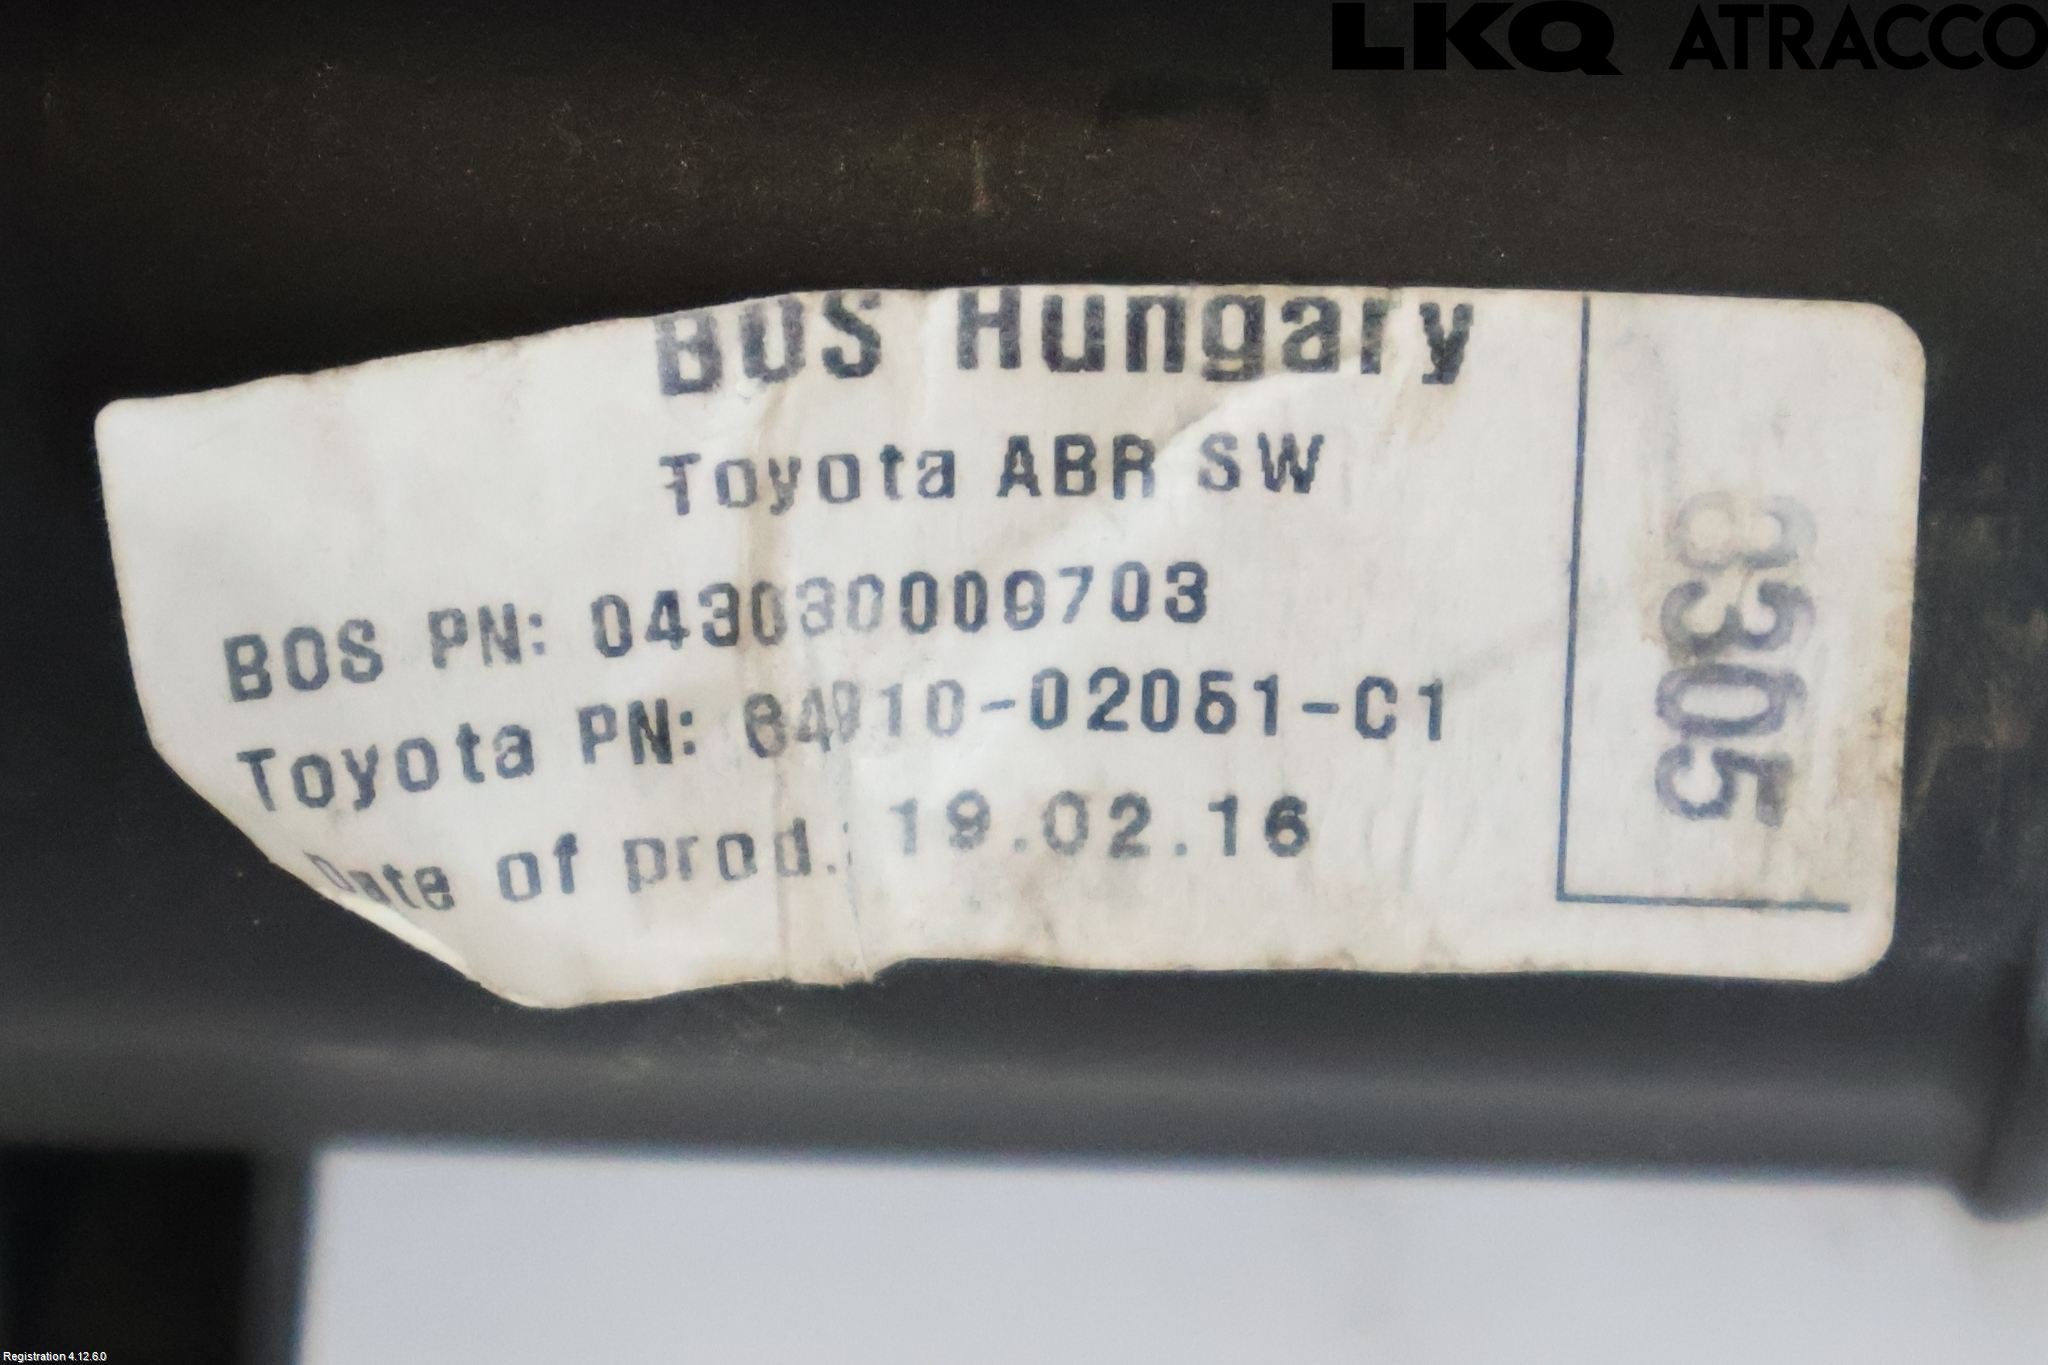 LKQ ATRACCO
BOS Hungary
Toyota ABR SW
BOS PN: 043030009703
Toyota PN: 64910-02051-C1
Date of prod.: 19.02.16
3305
Registration 4.12.6.0